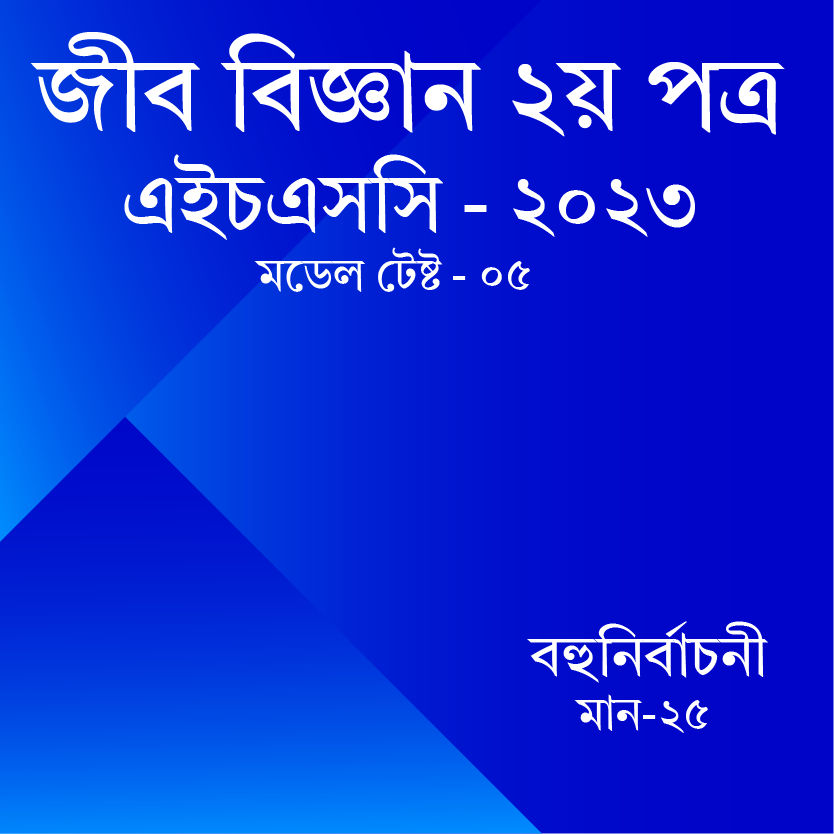 জীব বিজ্ঞান ২য় পত্র
এইচএসসি - ২০২৩
মডেল টেষ্ট - ০৫
বহুনির্বাচনী
মান-২৫